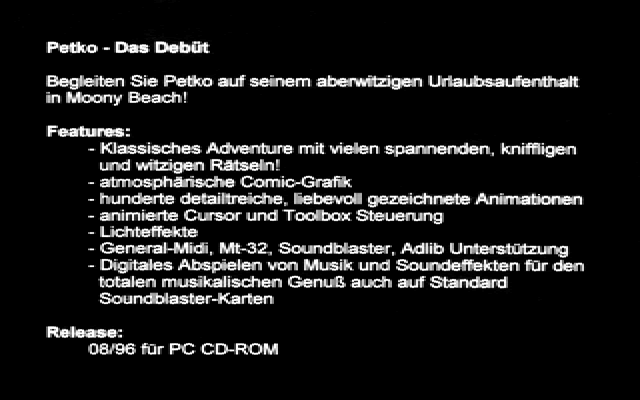 Petko - Das Debüt
Begleiten Sie Petko auf seinem aberwitzigen Urlaubsaufenthalt
in Moony Beach!
Features:
- Klassisches Adventure mit vielen spannenden, kniffligen
und witzigen Rätseln!
- atmosphärische Comic-Grafik
- hunderte detailtreiche, liebevoll gezeichnete Animationen
- animierte Cursor und Toolbox Steuerung
- Lichteffekte
- General-Midi, Mt-32, Soundblaster, Adlib Unterstützung
- Digitales Abspielen von Musik und Soundeffekten für den
totalen musikalischen Genuß auch auf Standard
Soundblaster-Karten
Release:
08/96 für PC CD-ROM